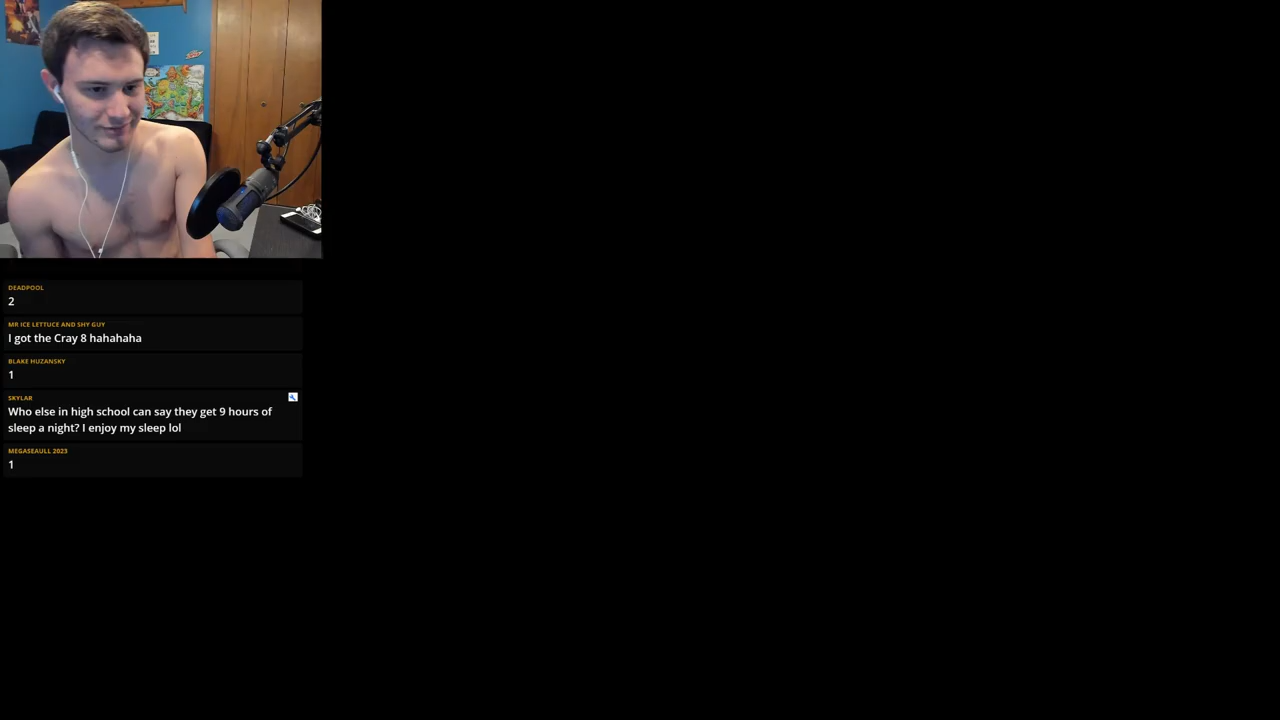 DEADPOOL
2
MR ICE LETTUCE AND SHY GUY
I got the Cray 8 hahahaha
BLAKE HUZANSKY
1
SKYLAR
Who else in high school can say they get 9 hours of
sleep a night? I enjoy my sleep lol
MEGASEAULL 2023
1